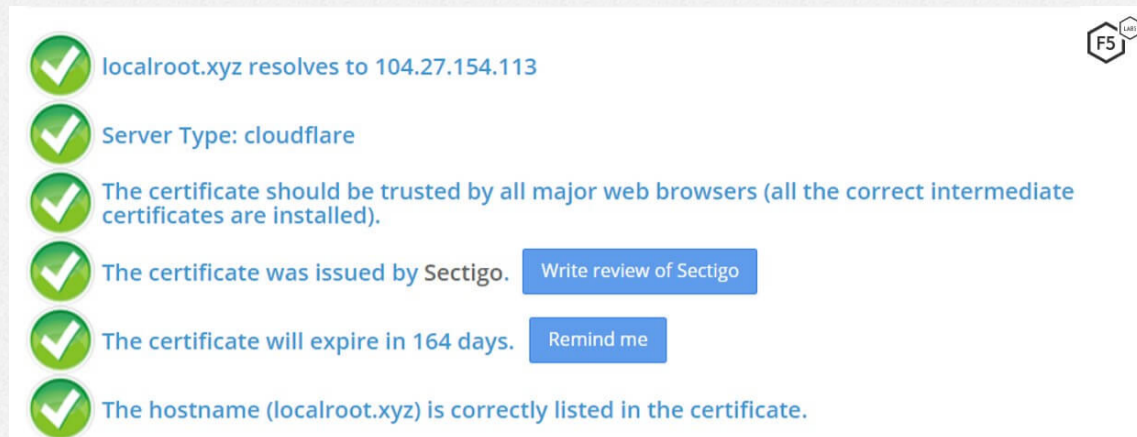 F5 LABS
localroot.xyz resolves to 104.27.154.113
Server Type: cloudflare
The certificate should be trusted by all major web browsers (all the correct intermediate
certificates are installed).
The certificate was issued by Sectigo. Write review of Sectigo
The certificate will expire in 164 days. Remind me
The hostname (localroot.xyz) is correctly listed in the certificate.